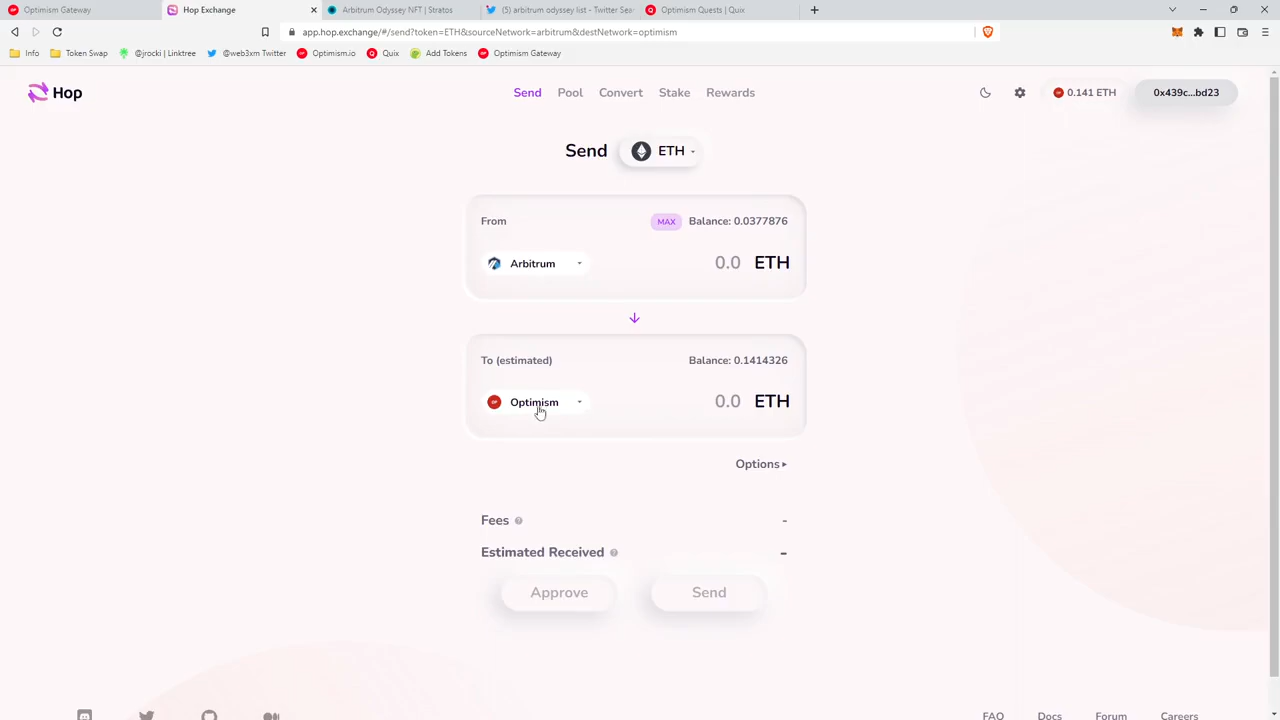 Optimism Gateway
Hop Exchange
Arbitrum Odyssey NFT | Stratos
(5) arbitrum odyssey list - Twitter Sea
Optimism Quests | Quix
app.hop.exchange/#/send?token=ETH&sourceNetwork=arbitrum&destNetwork=optimism
Info
Token Swap
@jrocki | Linktree
@web3xm Twitter
Optimism.io
Quix
Add Tokens
Optimism Gateway
Hop
Send
Pool
Convert
Stake
Rewards
0.141 ETH
0x439c...bd23
Send
ETH
From
MAX
Balance: 0.0377876
Arbitrum
0.0
ETH
To (estimated)
Balance: 0.1414326
Optimism
0.0
ETH
Options
Fees
-
Estimated Received
-
Approve
Send
FAQ
Docs
Forum
Careers